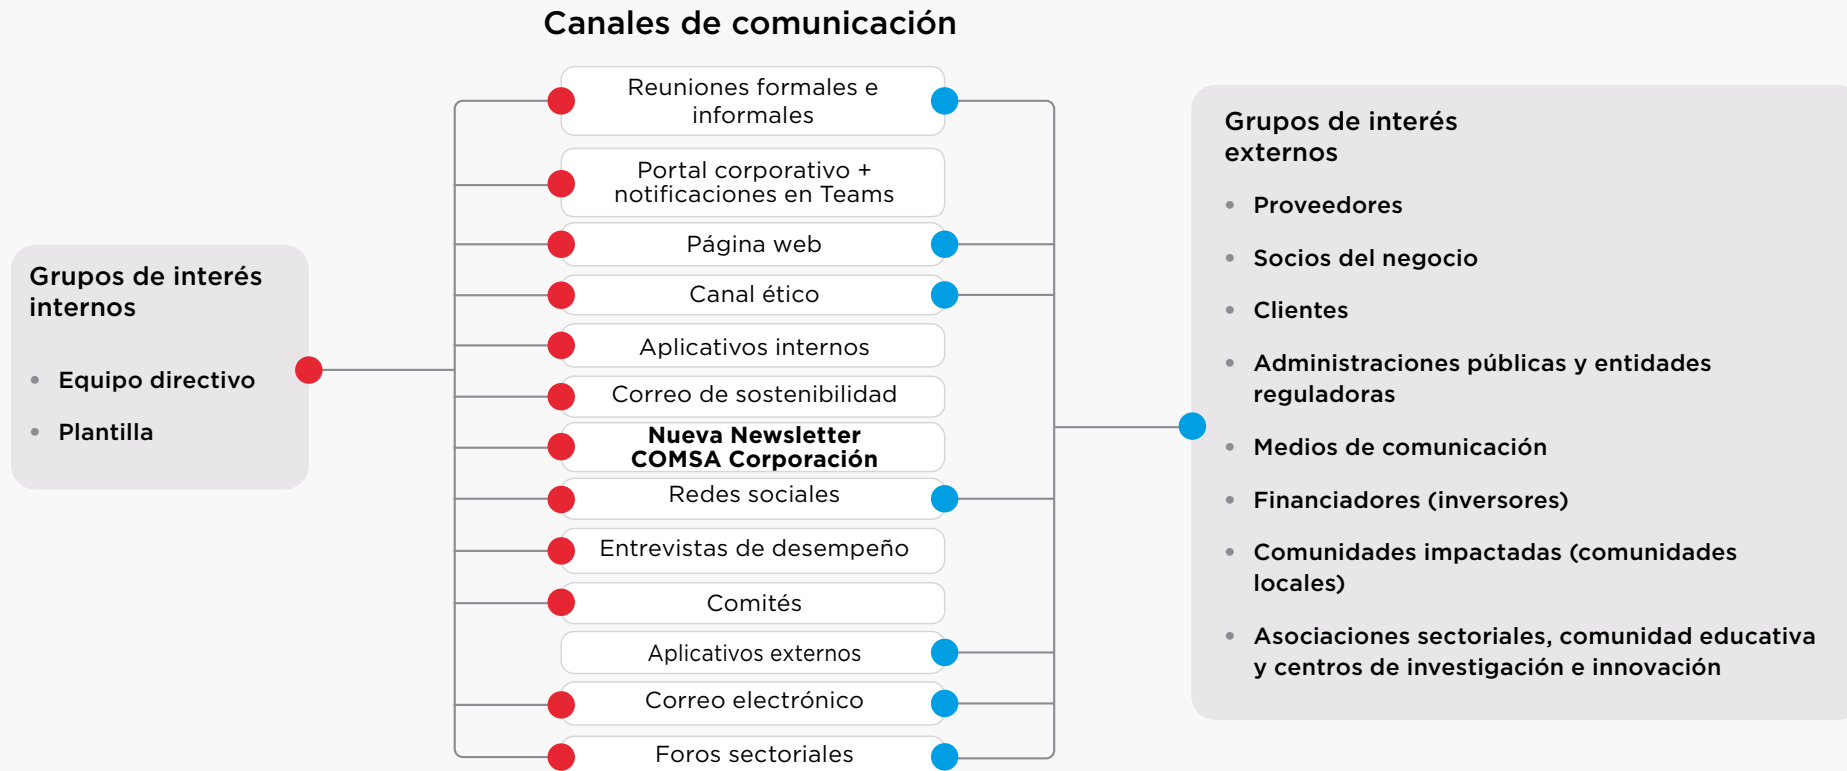 Canales de comunicación
Grupos de interés
internos
• Equipo directivo
• Plantilla
Reuniones formales e
informales
Portal corporativo +
notificaciones en Teams
Página web
Canal ético
Aplicativos internos
Correo de sostenibilidad
Nueva Newsletter
COMSA Corporación
Redes sociales
Entrevistas de desempeño
Comités
Aplicativos externos
Correo electrónico
Foros sectoriales
Grupos de interés
externos
• Proveedores
• Socios del negocio
• Clientes
• Administraciones públicas y entidades
reguladoras
• Medios de comunicación
• Financiadores (inversores)
• Comunidades impactadas (comunidades
locales)
• Asociaciones sectoriales, comunidad educativa
y centros de investigación e innovación